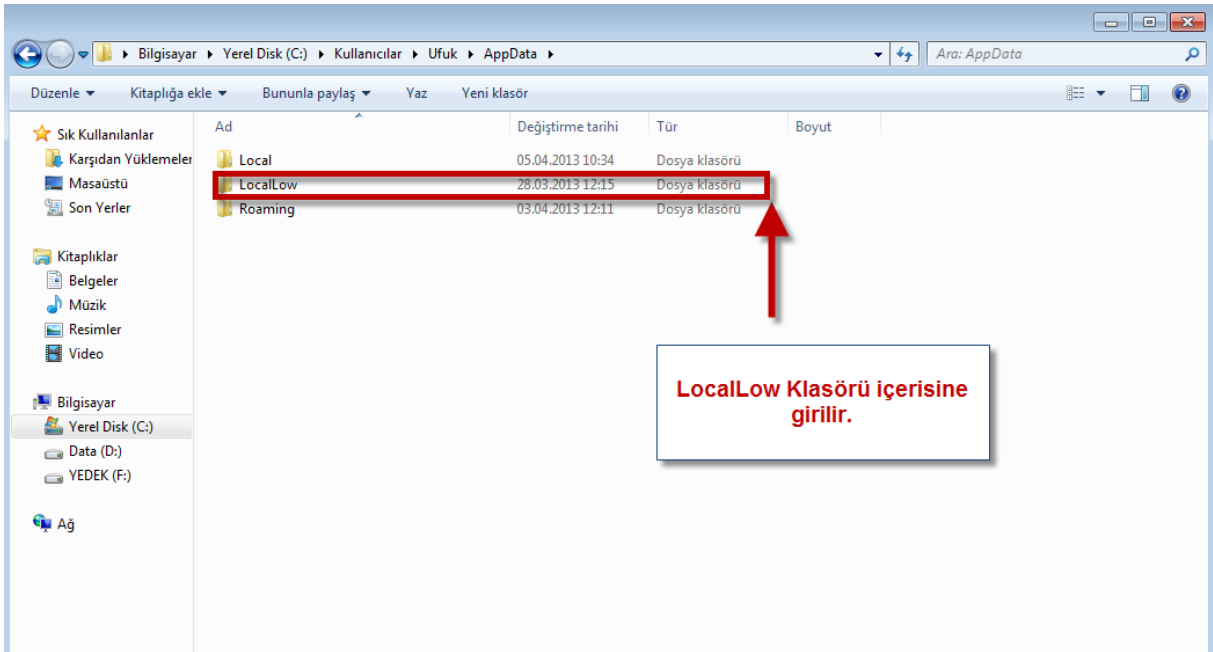 Bilgisayar Yerel Disk (C:) Kullanıcılar Ufuk AppData
Ara: AppData
Düzenle Kitaplığa ekle Bununla paylaş Yaz Yeni klasör
Sık Kullanılanlar
Karşıdan Yüklemeler
Masaüstü
Son Yerler
Kitaplıklar
Belgeler
Müzik
Resimler
Video
Bilgisayar
Yerel Disk (C:)
Data (D:)
YEDEK (F:)
Ağ
Ad Değiştirme tarihi Tür Boyut
Local 05.04.2013 10:34 Dosya klasörü
LocalLow 28.03.2013 12:15 Dosya klasörü
Roaming 03.04.2013 12:11 Dosya klasörü
LocalLow Klasörü içerisine
girilir.